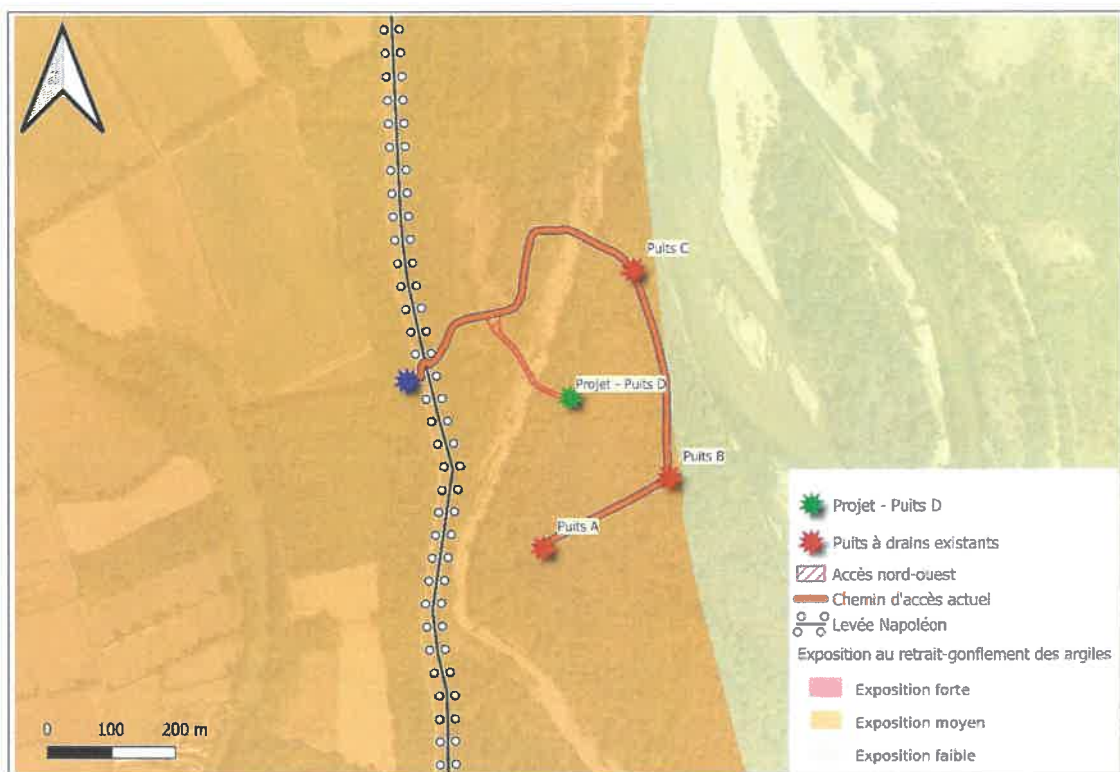 Puits C
Projet - Puits D
Puits B
Puits A
Projet - Puits D
Puits à drains existants
Accès nord-ouest
Chemin d'accès actuel
Levée Napoléon
Exposition au retrait-gonflement des argiles
Exposition forte
Exposition moyen
Exposition faible
0 100 200 m